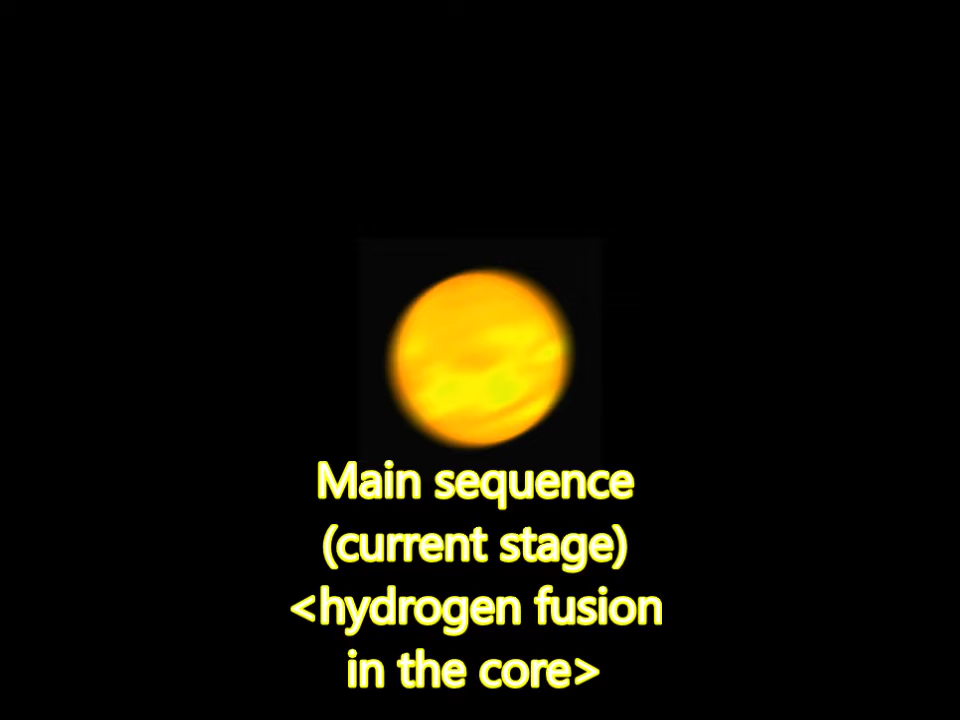 Main sequence
(current stage)
<hydrogen fusion
in the core>